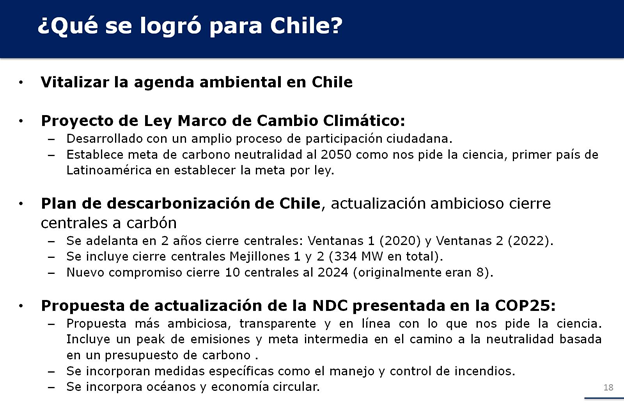 ¿Qué se logró para Chile?
• Vitalizar la agenda ambiental en Chile
• Proyecto de Ley Marco de Cambio Climático:
– Desarrollado con un amplio proceso de participación ciudadana.
– Establece meta de carbono neutralidad al 2050 como nos pide la ciencia, primer país de
Latinoamérica en establecer la meta por ley.
• Plan de descarbonización de Chile, actualización ambicioso cierre
centrales a carbón
– Se adelanta en 2 años cierre centrales: Ventanas 1 (2020) y Ventanas 2 (2022).
– Se incluye cierre centrales Mejillones 1 y 2 (334 MW en total).
– Nuevo compromiso cierre 10 centrales al 2024 (originalmente eran 8).
• Propuesta de actualización de la NDC presentada en la COP25:
– Propuesta más ambiciosa, transparente y en línea con lo que nos pide la ciencia.
Incluye un peak de emisiones y meta intermedia en el camino a la neutralidad basada
en un presupuesto de carbono .
– Se incorporan medidas específicas como el manejo y control de incendios.
– Se incorpora océanos y economía circular.
18